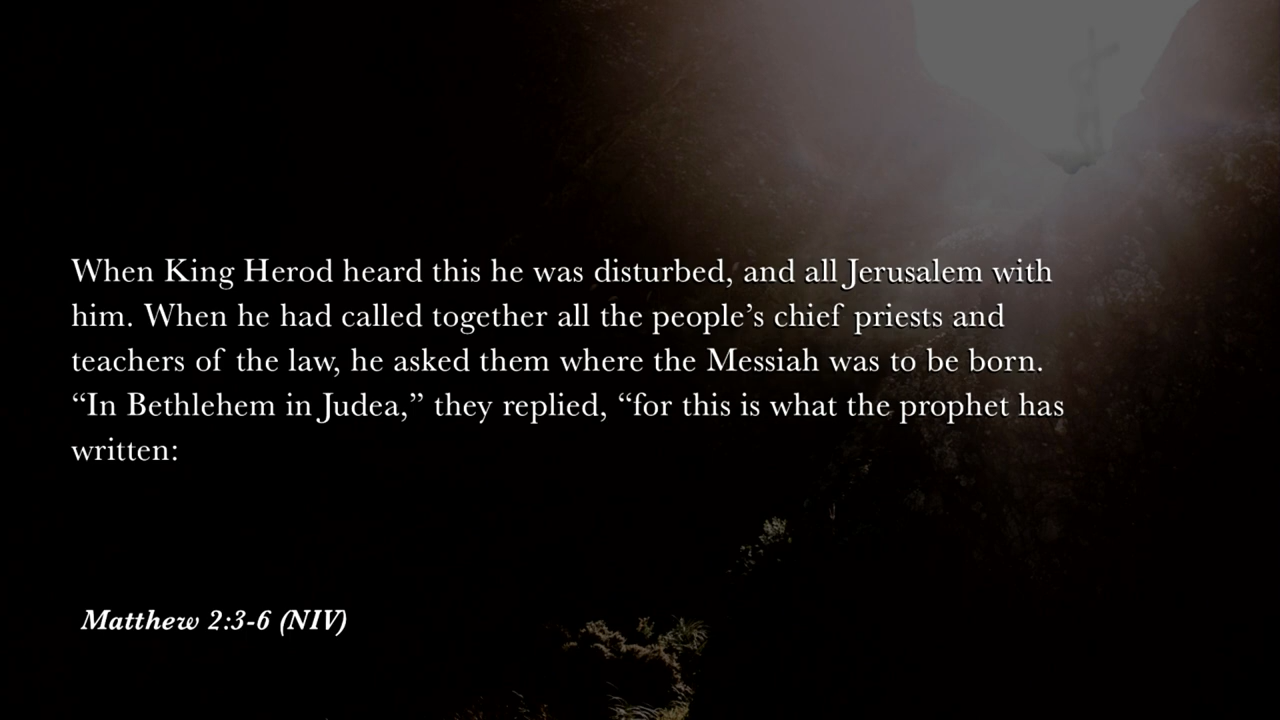 When King Herod heard this he was disturbed, and all Jerusalem with
him. When he had called together all the people’s chief priests and
teachers of the law, he asked them where the Messiah was to be born.
“In Bethlehem in Judea,” they replied, “for this is what the prophet has
written:
Matthew 2:3-6 (NIV)